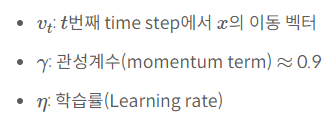 • v_t: t번째 time step에서 x의 이동 벡터
• γ: 관성계수(momentum term) ≈ 0.9
• η: 학습률(Learning rate)